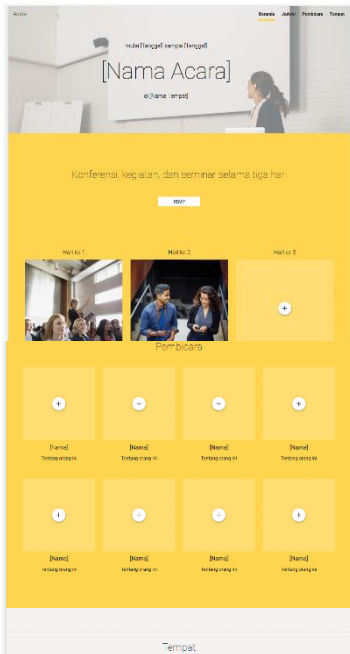 Acara
Beranda Jadwal Pembicara Tempat
mulai [Tanggal] sampai [Tanggal]
[Nama Acara]
di [Nama Tempat]
Konferensi, kegiatan, dan seminar selama tiga hari.
RSVP
Hari ke 1 Hari ke 2 Hari ke 3
Pembicara
[Nama] [Nama] [Nama] [Nama]
Tentang orang ini Tentang orang ini Tentang orang ini Tentang orang ini
[Nama] [Nama] [Nama] [Nama]
Tentang orang ini Tentang orang ini Tentang orang ini Tentang orang ini
Tempat